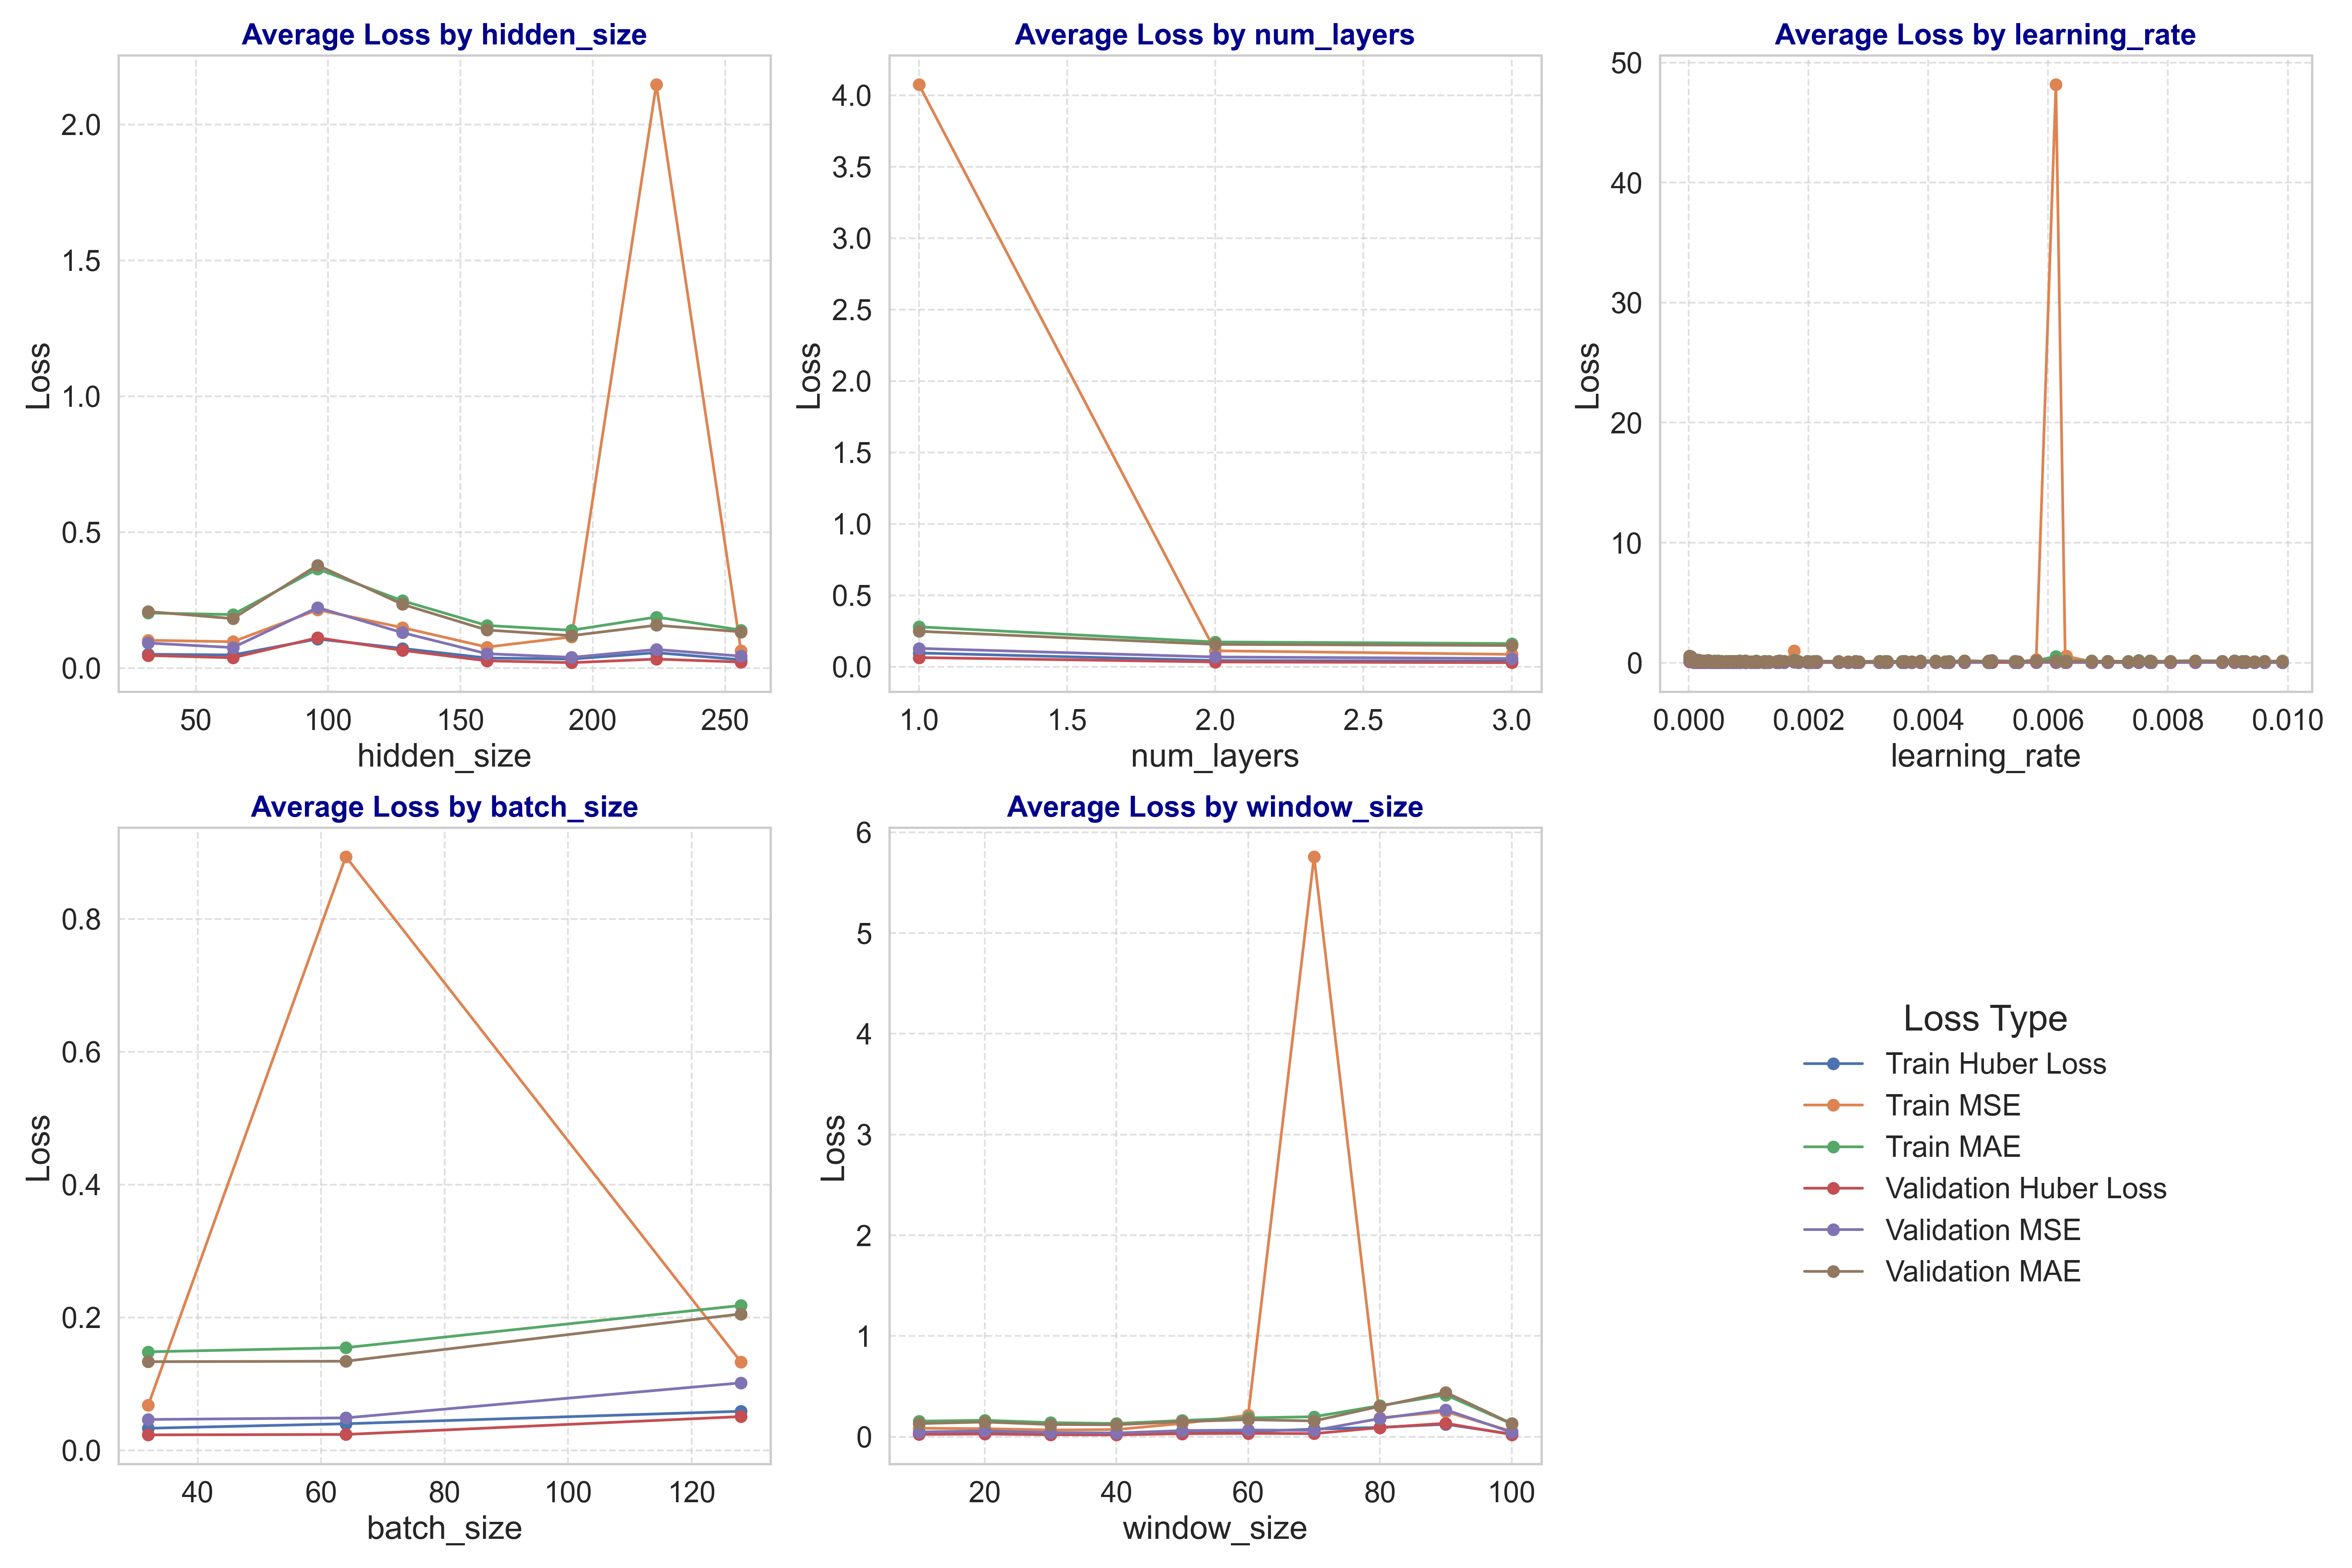 Average Loss by hidden_size
2.0
1.5
1.0
0.5
0.0
Loss
50 100 150 200 250
hidden_size
Average Loss by num_layers
4.0
3.5
3.0
2.5
2.0
1.5
1.0
0.5
0.0
Loss
1.0 1.5 2.0 2.5 3.0
num_layers
Average Loss by learning_rate
50
40
30
20
10
0
Loss
0.000 0.002 0.004 0.006 0.008 0.010
learning_rate
Average Loss by batch_size
0.8
0.6
0.4
0.2
0.0
Loss
40 60 80 100 120
batch_size
Average Loss by window_size
6
5
4
3
2
1
0
Loss
20 40 60 80 100
window_size
Loss Type
Train Huber Loss
Train MSE
Train MAE
Validation Huber Loss
Validation MSE
Validation MAE